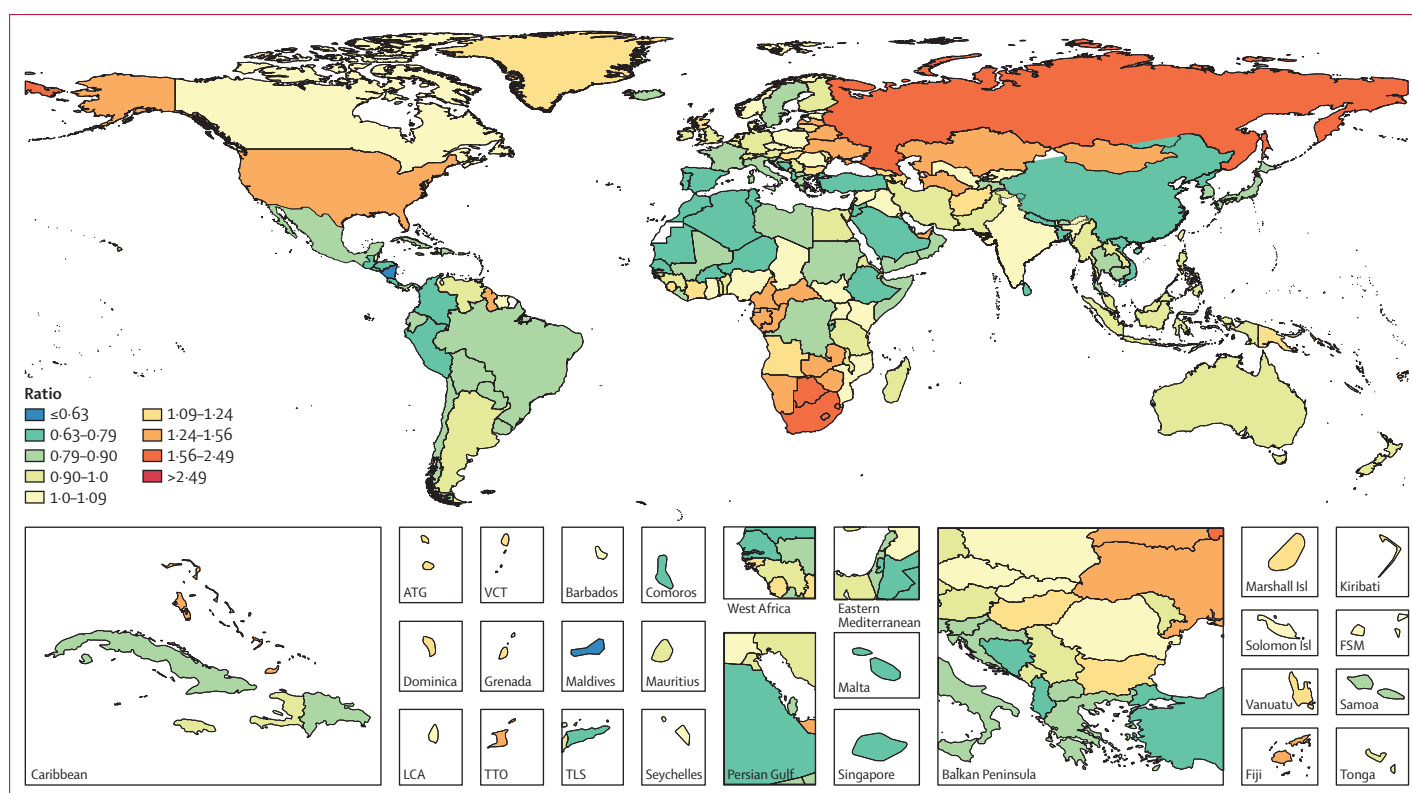 Ratio
≤0·63
0·63–0·79
0·79–0·90
0·90–1·0
1·0–1·09
1·09–1·24
1·24–1·56
1·56–2·49
>2·49
Caribbean
ATG
VCT
Barbados
Comoros
West Africa
Eastern
Mediterranean
Dominica
Grenada
Maldives
Mauritius
Malta
LCA
TTO
TLS
Seychelles
Persian Gulf
Singapore
Balkan Peninsula
Marshall Isl
Kiribati
Solomon Isl
FSM
Vanuatu
Samoa
Fiji
Tonga